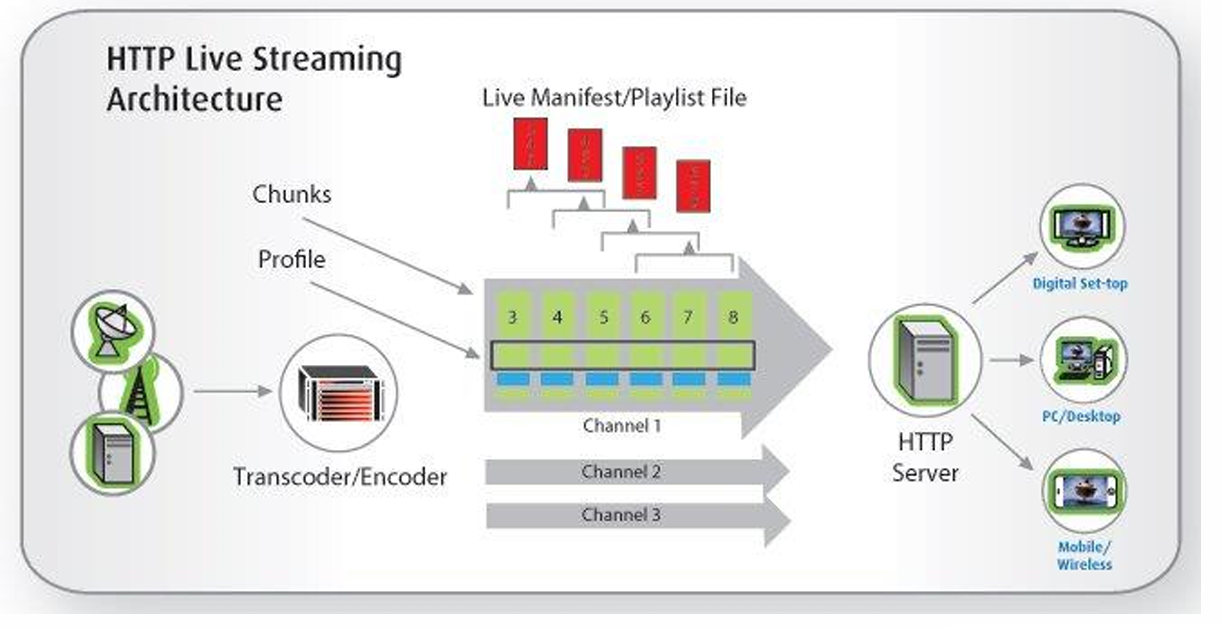 HTTP Live Streaming
Architecture
Live Manifest/Playlist File
Chunks
Profile
3 4 5 6 7 8
Channel 1
Channel 2
Channel 3
Transcoder/Encoder
HTTP
Server
Digital Set-top
PC/Desktop
Mobile/
Wireless